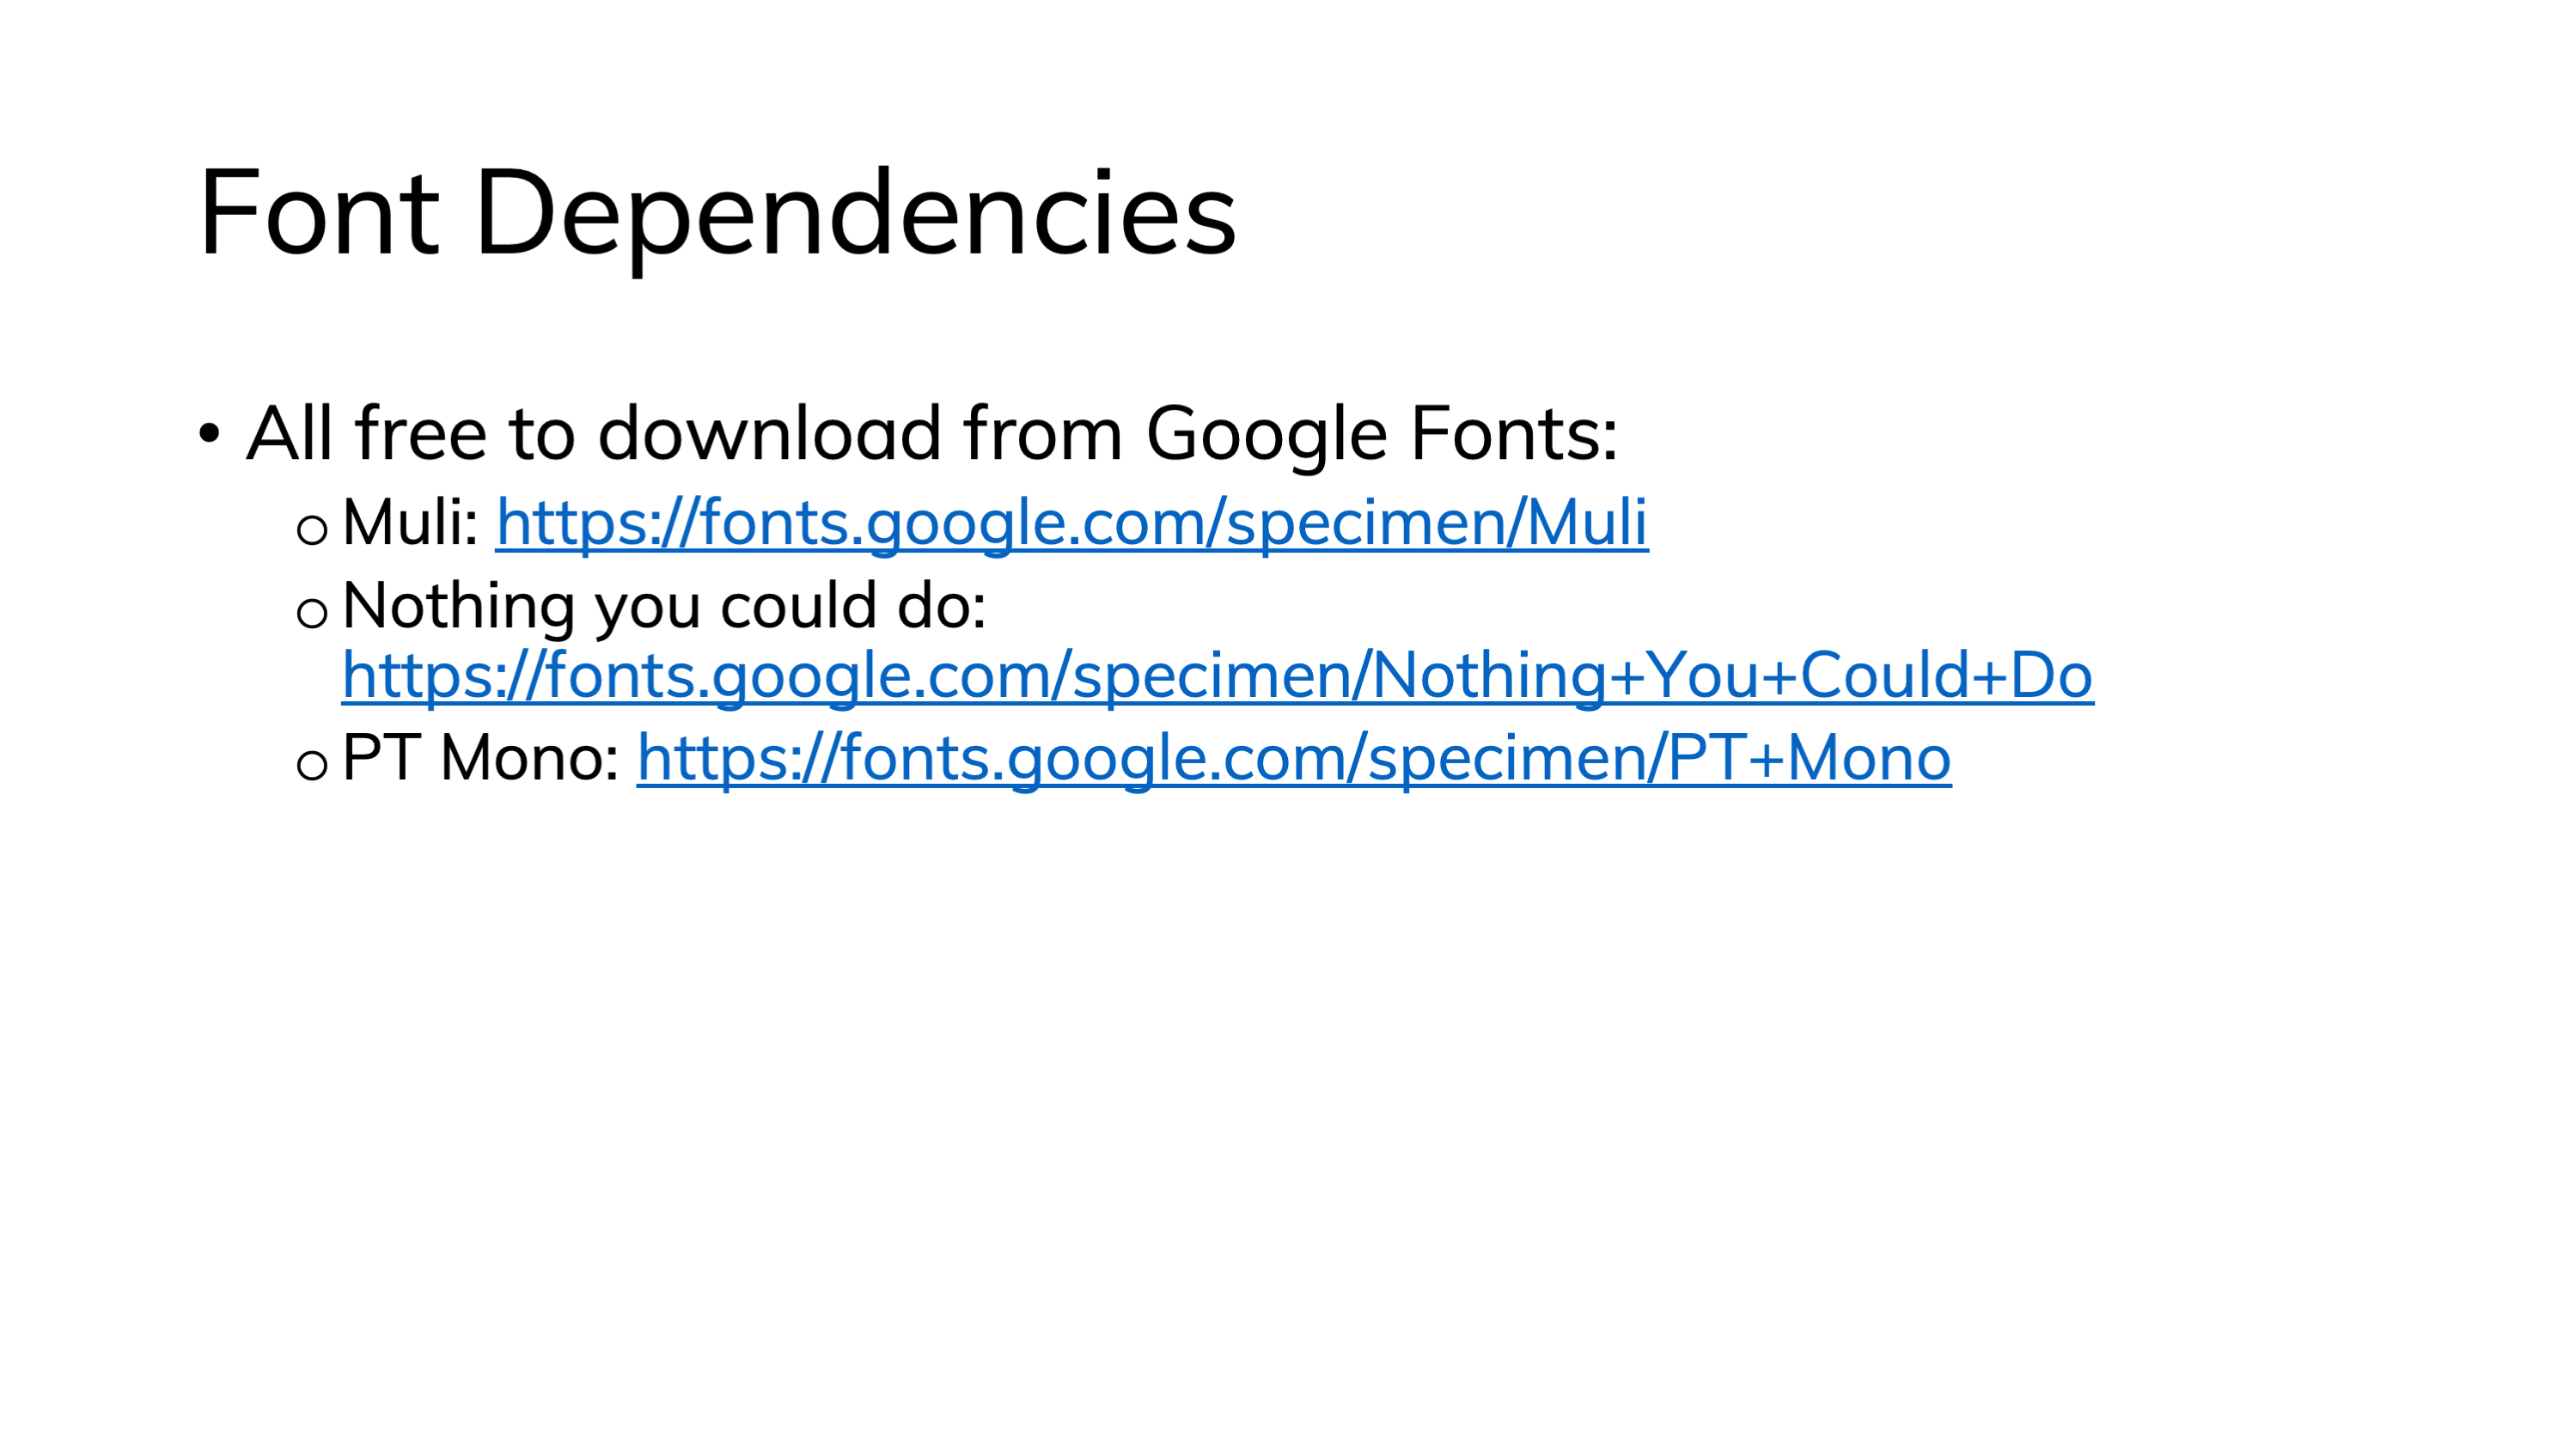 Font Dependencies
• All free to download from Google Fonts:
○ Muli: https://fonts.google.com/specimen/Muli
○ Nothing you could do:
https://fonts.google.com/specimen/Nothing+You+Could+Do
○ PT Mono: https://fonts.google.com/specimen/PT+Mono